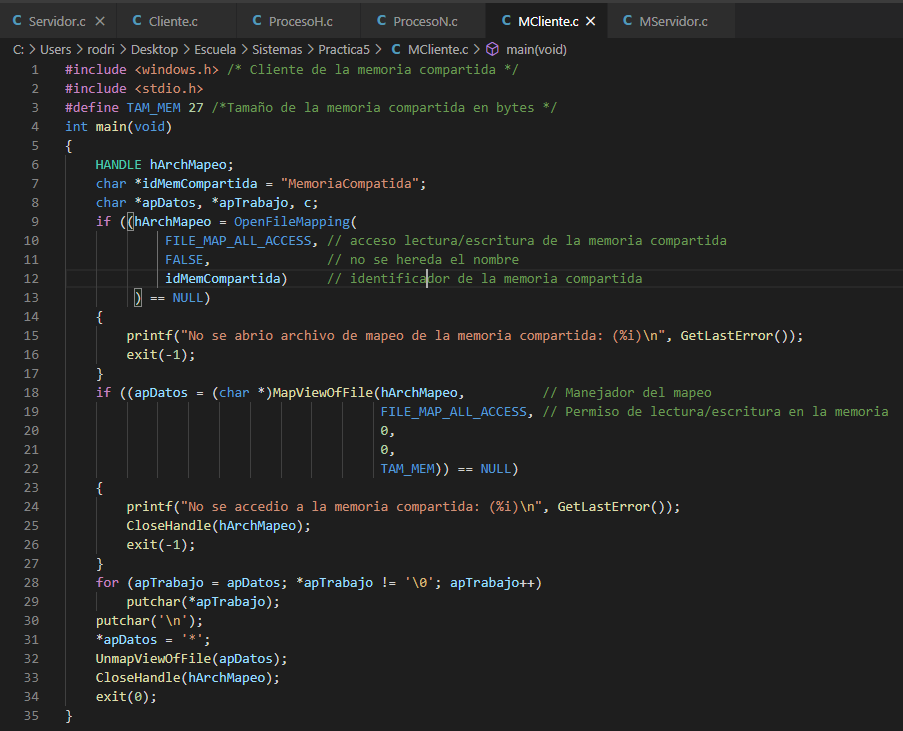 Servidor.c Cliente.c ProcesoH.c ProcesoN.c MCliente.c MServidor.c
C: > Users > rodri > Desktop > Escuela > Sistemas > Practica5 > C MCliente.c > main(void)
1 #include <windows.h> /* Cliente de la memoria compartida */
2 #include <stdio.h>
3 #define TAM_MEM 27 /*Tamaño de la memoria compartida en bytes */
4 int main(void)
5 {
6 HANDLE hArchMapeo;
7 char *idMemCompartida = "MemoriaCompatida";
8 char *apDatos, *apTrabajo, c;
9 if ((hArchMapeo = OpenFileMapping(
10 FILE_MAP_ALL_ACCESS, // acceso lectura/escritura de la memoria compartida
11 FALSE, // no se hereda el nombre
12 idMemCompartida) // identificador de la memoria compartida
13 ) == NULL)
14 {
15 printf("No se abrio archivo de mapeo de la memoria compartida: (%i)\n", GetLastError());
16 exit(-1);
17 }
18 if ((apDatos = (char *)MapViewOfFile(hArchMapeo, // Manejador del mapeo
19 FILE_MAP_ALL_ACCESS, // Permiso de lectura/escritura en la memoria
20 0,
21 0,
22 TAM_MEM)) == NULL)
23 {
24 printf("No se accedio a la memoria compartida: (%i)\n", GetLastError());
25 CloseHandle(hArchMapeo);
26 exit(-1);
27 }
28 for (apTrabajo = apDatos; *apTrabajo != '\0'; apTrabajo++)
29 putchar(*apTrabajo);
30 putchar('\n');
31 *apDatos = '*';
32 UnmapViewOfFile(apDatos);
33 CloseHandle(hArchMapeo);
34 exit(0);
35 }